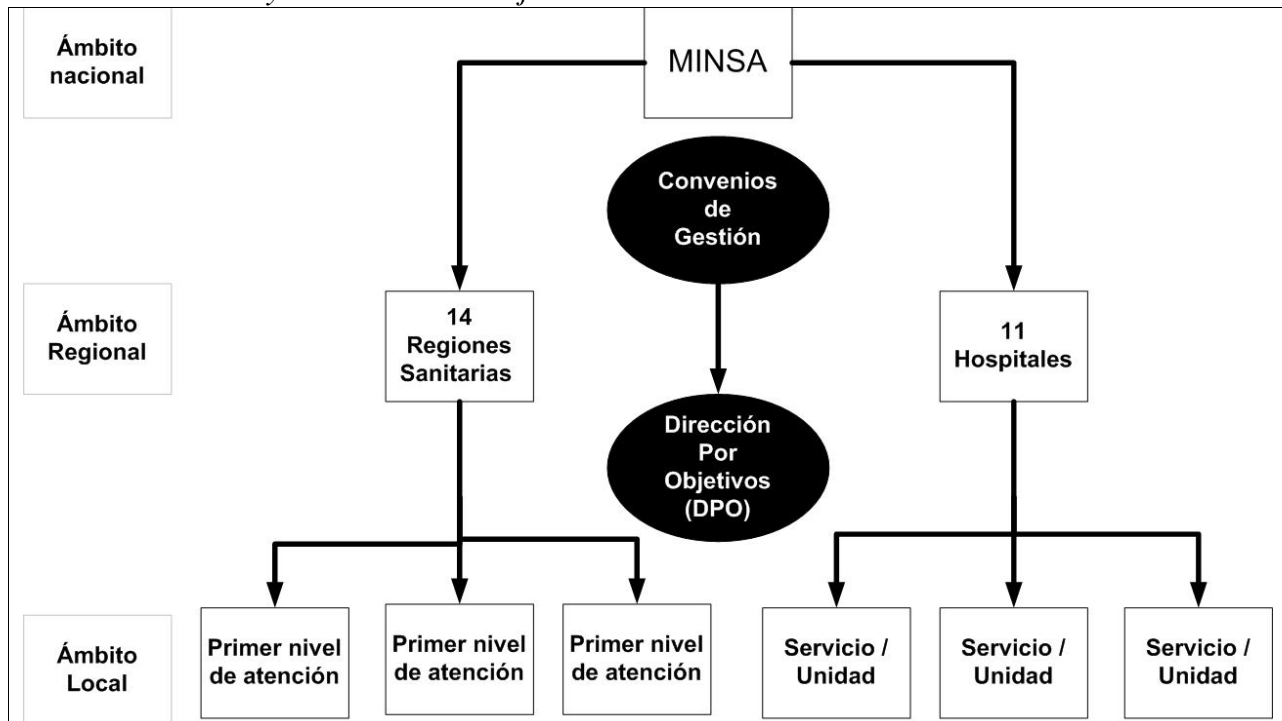 Ámbito
nacional
MINSA
Convenios
de
Gestión
Ámbito
Regional
14
Regiones
Sanitarias
11
Hospitales
Dirección
Por
Objetivos
(DPO)
Ámbito
Local
Primer nivel
de atención
Primer nivel
de atención
Primer nivel
de atención
Servicio /
Unidad
Servicio /
Unidad
Servicio /
Unidad